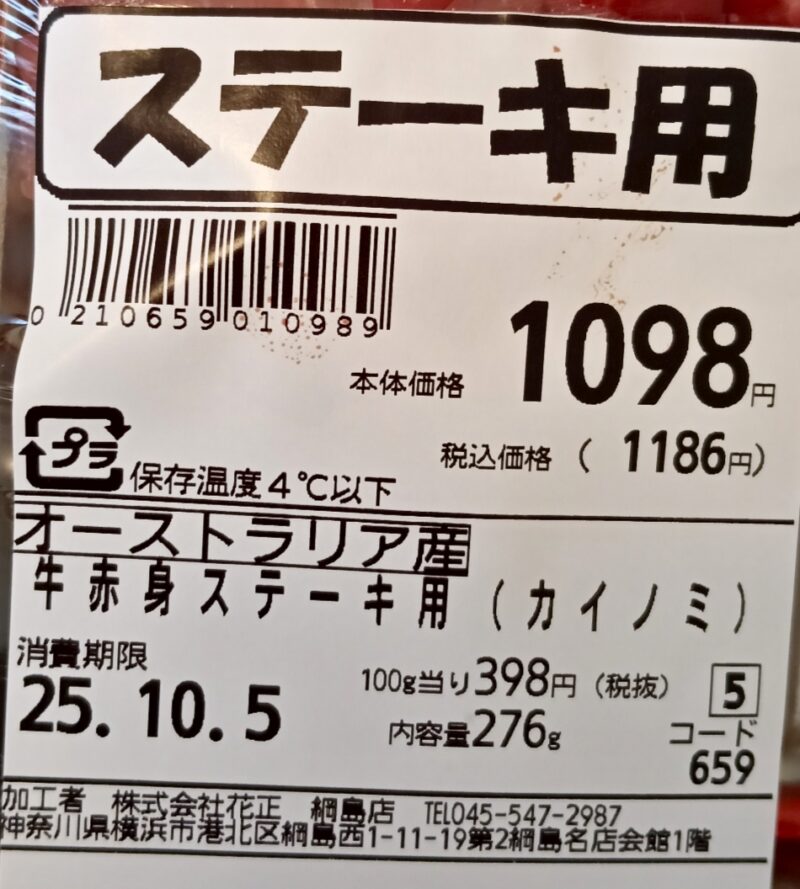 ステーキ用
0 210659 010989
本体価格 1098円
税込価格 ( 1186円)
プラ 保存温度4℃以下
オーストラリア産
牛赤身ステーキ用(カイノミ)
消費期限
25.10.5
100g当り398円(税抜)
内容量276g
5
コード
659
加工者 株式会社花正 綱島店 TEL045-547-2987
神奈川県横浜市港北区綱島西1-11-19第2綱島名店会館1階